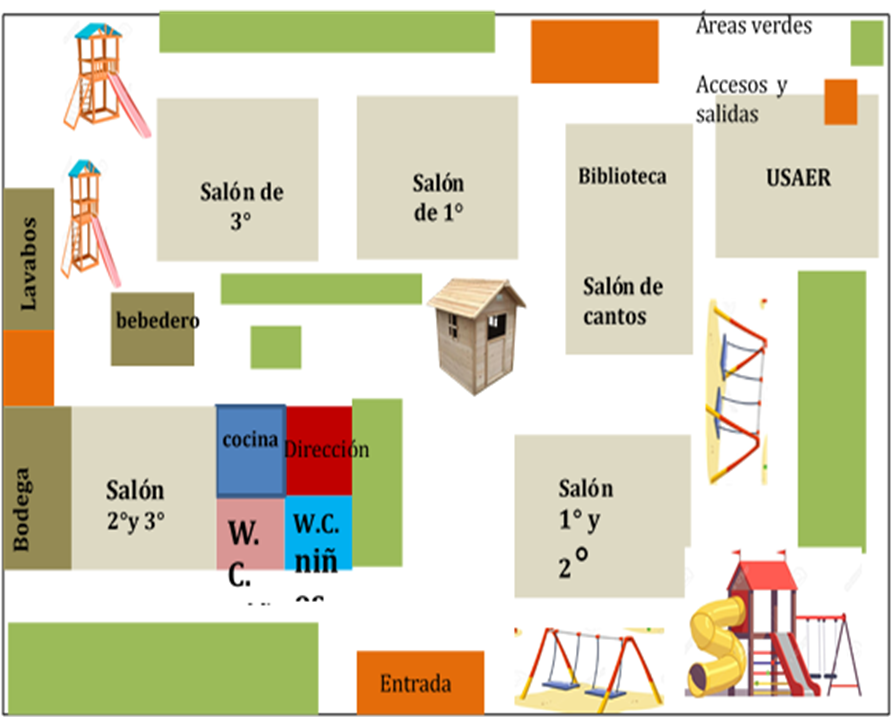 Áreas verdes
Accesos y
salidas
Salón de
3°
Salón
de 1°
Biblioteca
USAER
Lavabos
Salón de
cantos
bebedero
cocina
Dirección
Bodega
Salón
2°y 3°
W.
C.
W.C.
niñ
os
Salón
1° y
2°
Entrada